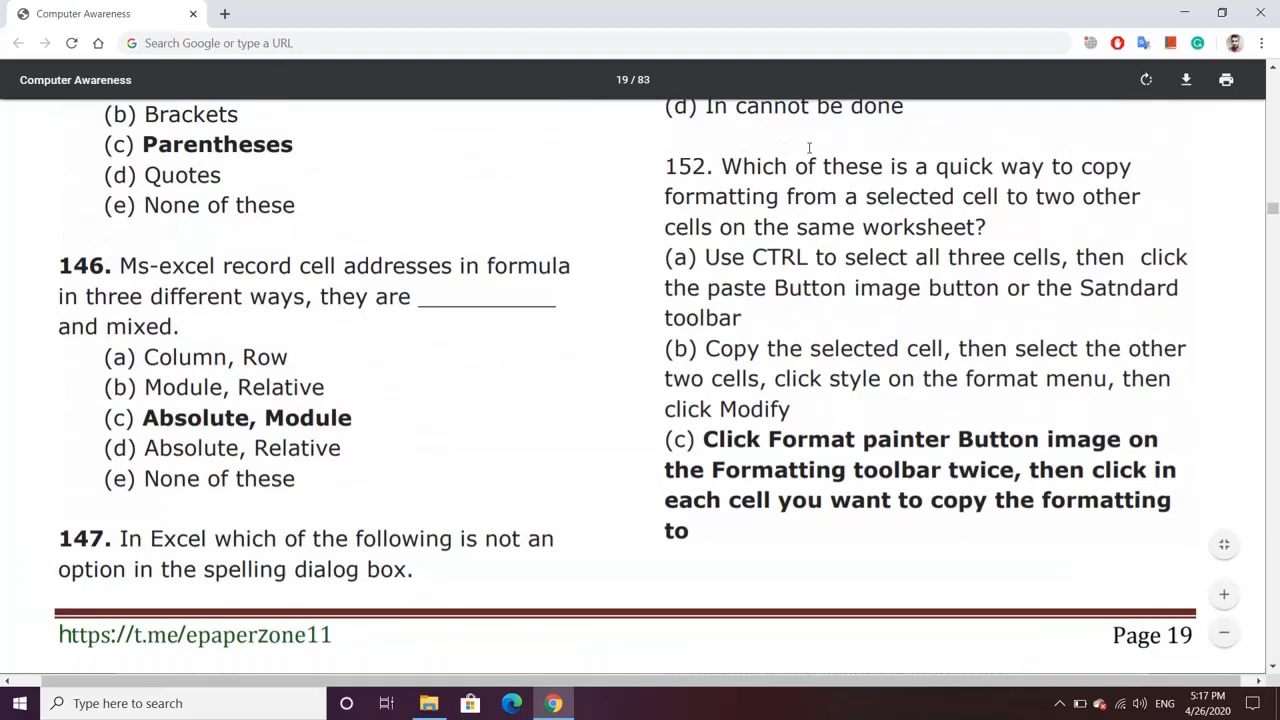 Computer Awareness
Search Google or type a URL
Computer Awareness
19 / 83
(b) Brackets
(c) Parentheses
(d) Quotes
(e) None of these
146. Ms-excel record cell addresses in formula
in three different ways, they are ___________
and mixed.
(a) Column, Row
(b) Module, Relative
(c) Absolute, Module
(d) Absolute, Relative
(e) None of these
147. In Excel which of the following is not an
option in the spelling dialog box.
(d) In cannot be done
152. Which of these is a quick way to copy
formatting from a selected cell to two other
cells on the same worksheet?
(a) Use CTRL to select all three cells, then click
the paste Button image button or the Satndard
toolbar
(b) Copy the selected cell, then select the other
two cells, click style on the format menu, then
click Modify
(c) Click Format painter Button image on
the Formatting toolbar twice, then click in
each cell you want to copy the formatting
to
https://t.me/epaperzone11
Page 19
Type here to search
ENG
5:17 PM
4/26/2020